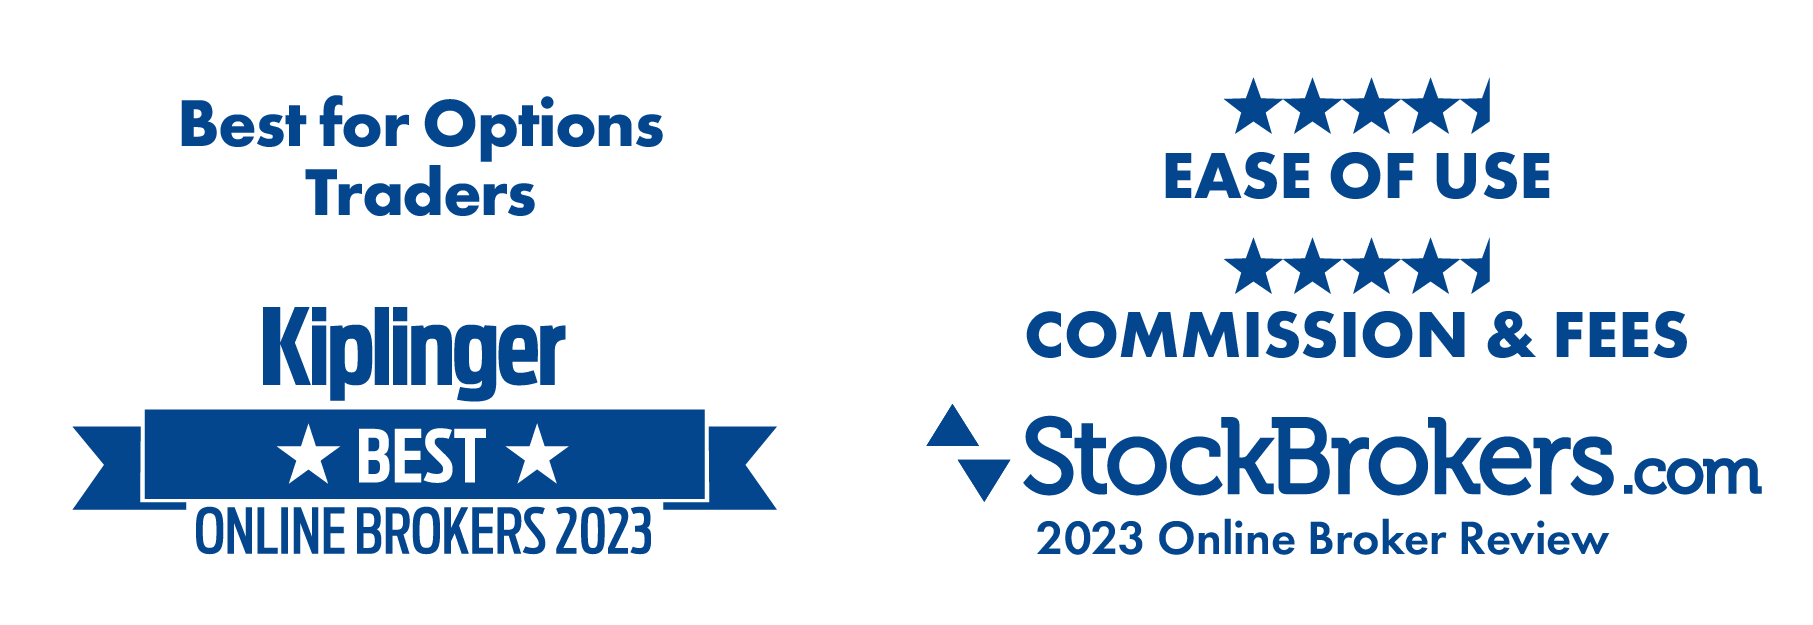 Best for Options
Traders
Kiplinger
BEST
ONLINE BROKERS 2023
EASE OF USE
COMMISSION & FEES
StockBrokers.com
2023 Online Broker Review